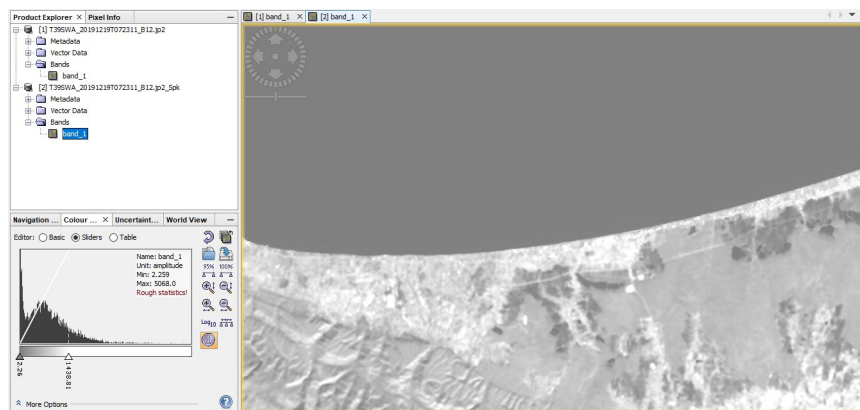 Product Explorer × Pixel Info
[1] T39SWA_20191219T072311_B12.jp2
Metadata
Vector Data
Bands
band_1
[2] T39SWA_20191219T072311_B12.jp2_Spk
Metadata
Vector Data
Bands
band_1
[1] band_1 × [2] band_1 ×
Navigation ... Colour ... × Uncertaint... World View
Editor: Basic Sliders Table
Name: band_1
Unit: amplitude
Min: 2.259
Max: 5068.0
Rough statistics!
95% 100%
Log10
2.26
1438.81
More Options